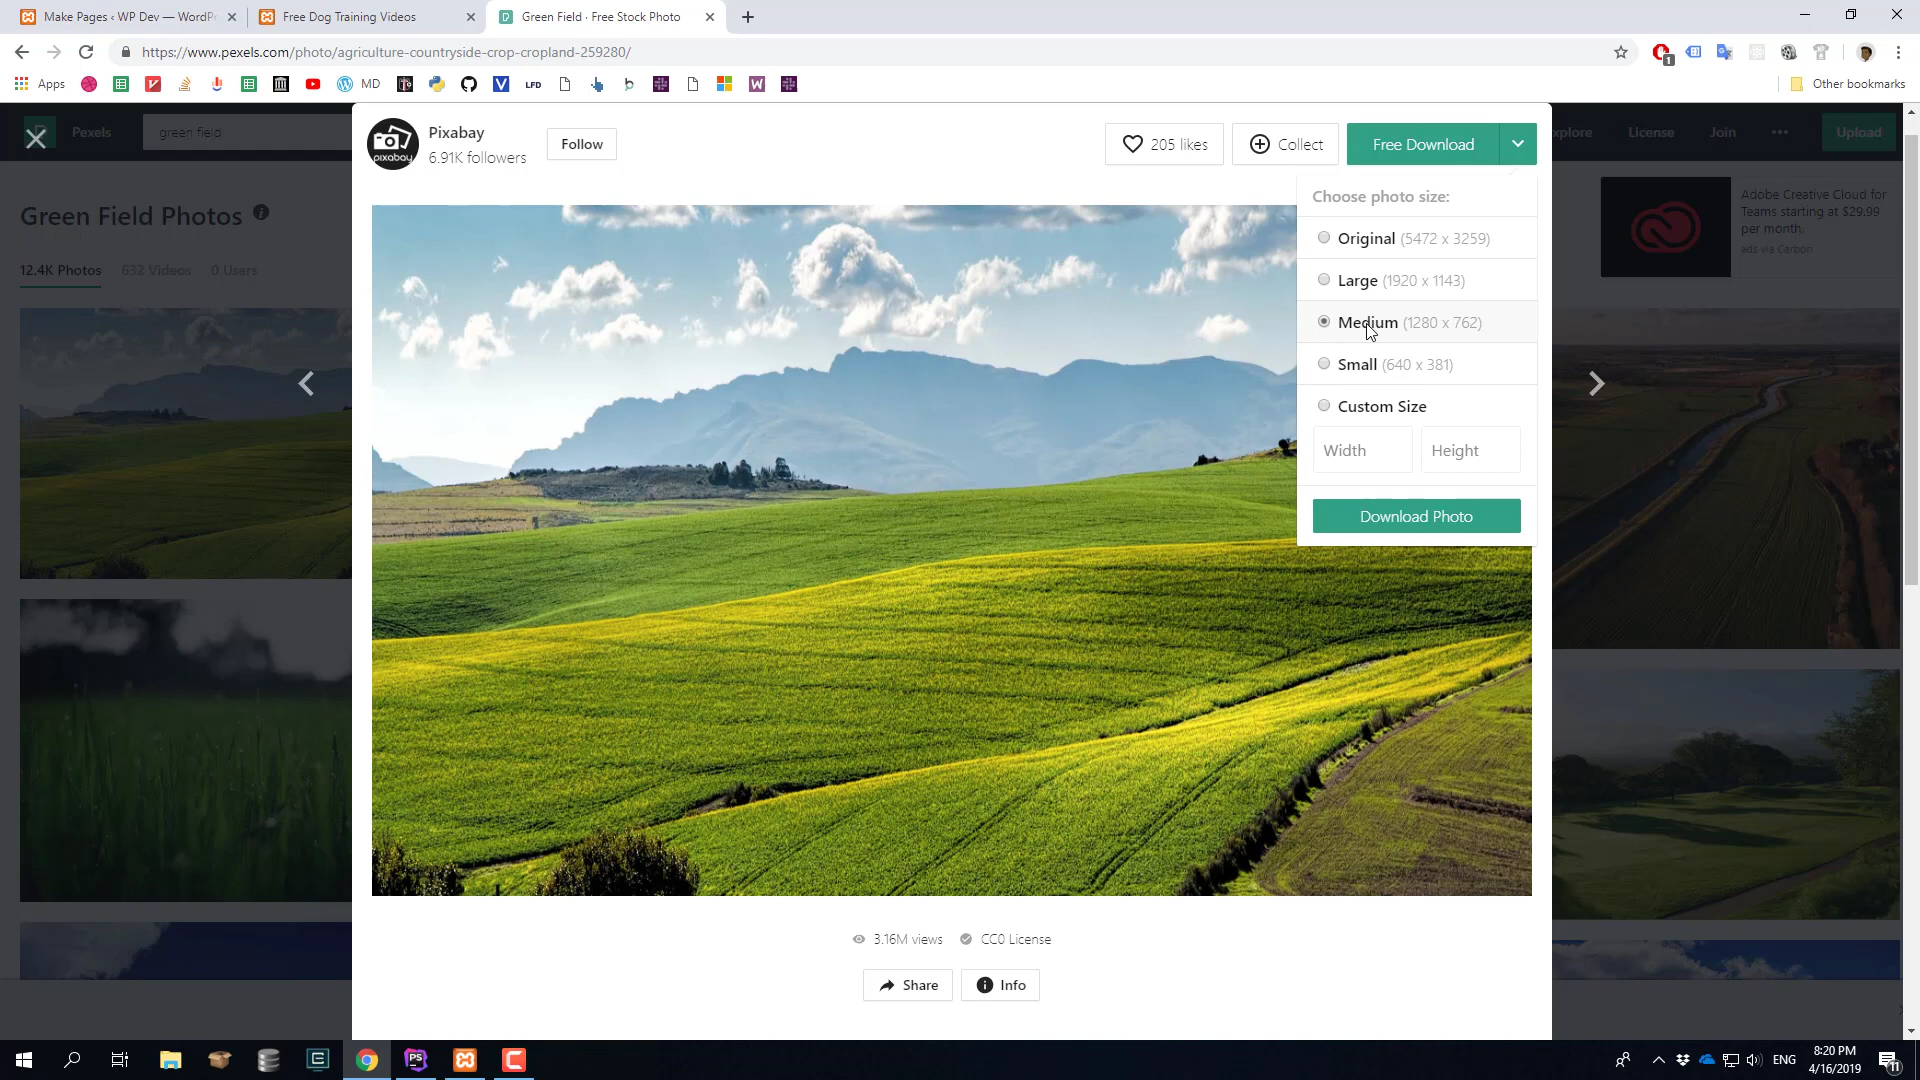 Make Pages ‹ WP Dev — WordPr
Free Dog Training Videos
Green Field · Free Stock Photo
https://www.pexels.com/photo/agriculture-countryside-crop-cropland-259280/
1
Apps
MD
LFD
Other bookmarks
Pexels
green field
xplore
License
Join
Upload
Pixabay
6.91K followers
Follow
pixabay
205 likes
Collect
Free Download
Green Field Photos
12.4K Photos
632 Videos
0 Users
Choose photo size:
Original (5472 x 3259)
Large (1920 x 1143)
Medium (1280 x 762)
Small (640 x 381)
Custom Size
Width
Height
Download Photo
Adobe Creative Cloud for
Teams starting at $29.99
per month.
ads via Carbon
3.16M views
CC0 License
Share
Info
PS
ENG
8:20 PM
4/16/2019
11